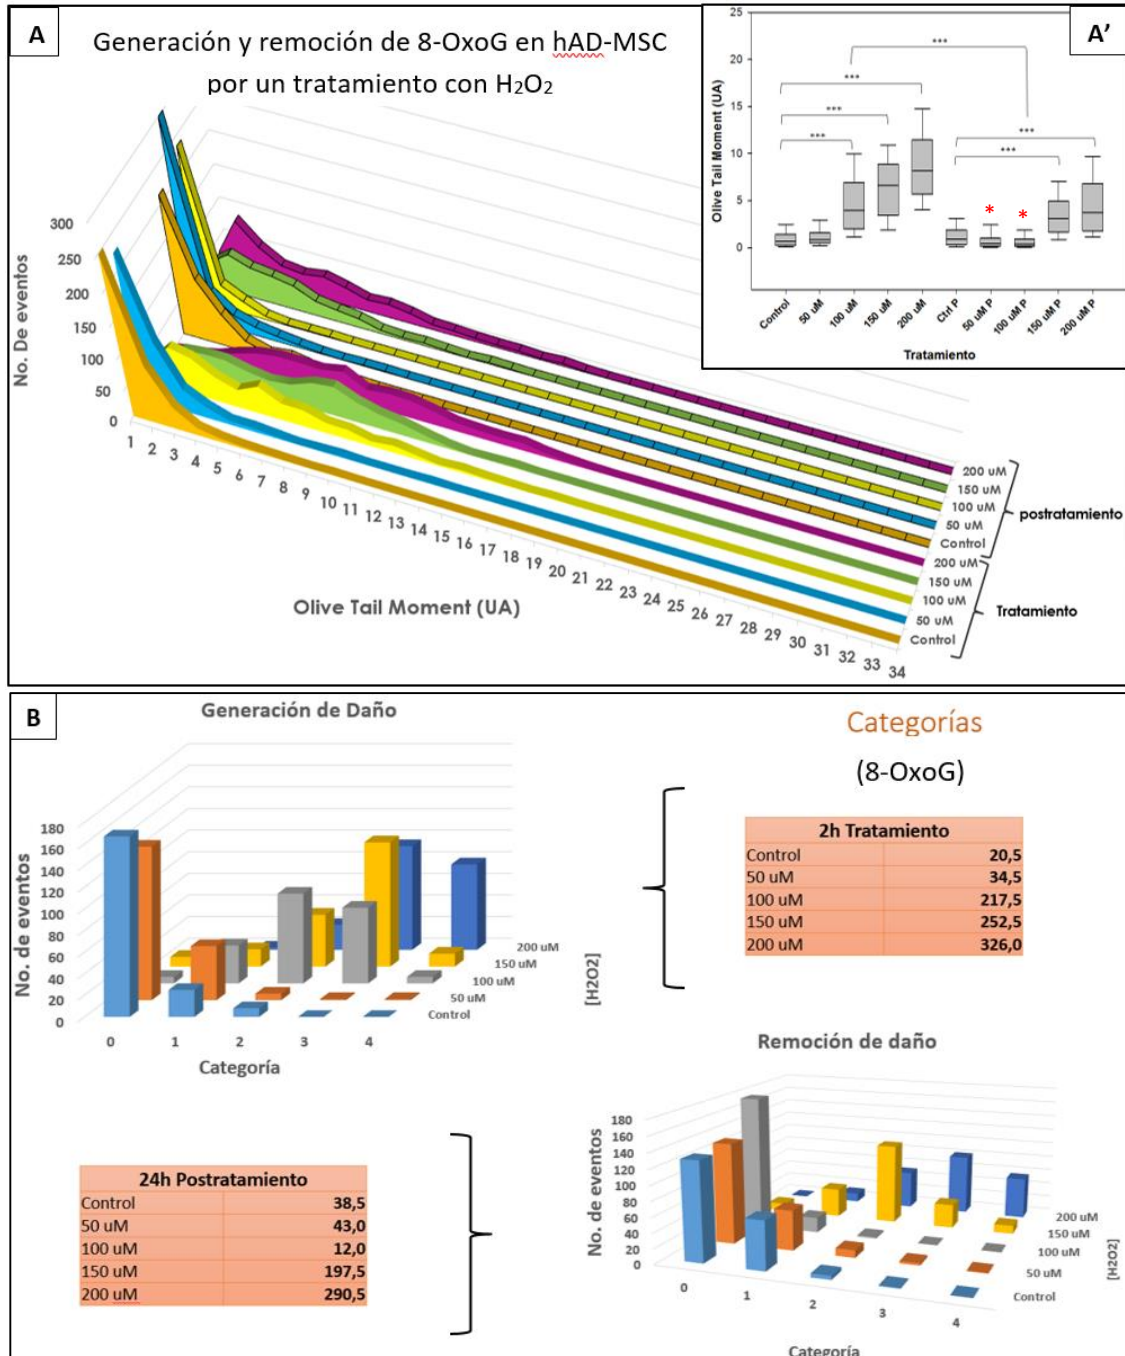 A
Generación y remoción de 8-OxoG en hAD-MSC
por un tratamiento con H2O2
No. De eventos
300
250
200
150
100
50
0
1 2 3 4 5 6 7 8 9 10 11 12 13 14 15 16 17 18 19 20 21 22 23 24 25 26 27 28 29 30 31 32 33 34
Olive Tail Moment (UA)
200 uM
150 uM
100 uM
50 uM
Control
postratamiento
200 uM
150 uM
100 uM
50 uM
Control
Tratamiento
A’
Olive Tail Moment (UA)
25
20
15
10
5
0
***
***
***
***
***
***
*
*
Control
50 uM
100 uM
150 uM
200 uM
Ctrl P
50 uM P
100 uM P
150 uM P
200 uM P
Tratamiento
B
Generación de Daño
No. de eventos
180
160
140
120
100
80
60
40
20
0
0 1 2 3 4
Categoría
200 uM
150 uM
100 uM
50 uM
Control
[H2O2]
Categorías
(8-OxoG)
2h Tratamiento
Control 20,5
50 uM 34,5
100 uM 217,5
150 uM 252,5
200 uM 326,0
24h Postratamiento
Control 38,5
50 uM 43,0
100 uM 12,0
150 uM 197,5
200 uM 290,5
Remoción de daño
No. de eventos
180
160
140
120
100
80
60
40
20
0
0 1 2 3 4
200 uM
150 uM
100 uM
50 uM
Control
[H2O2]
Categoría